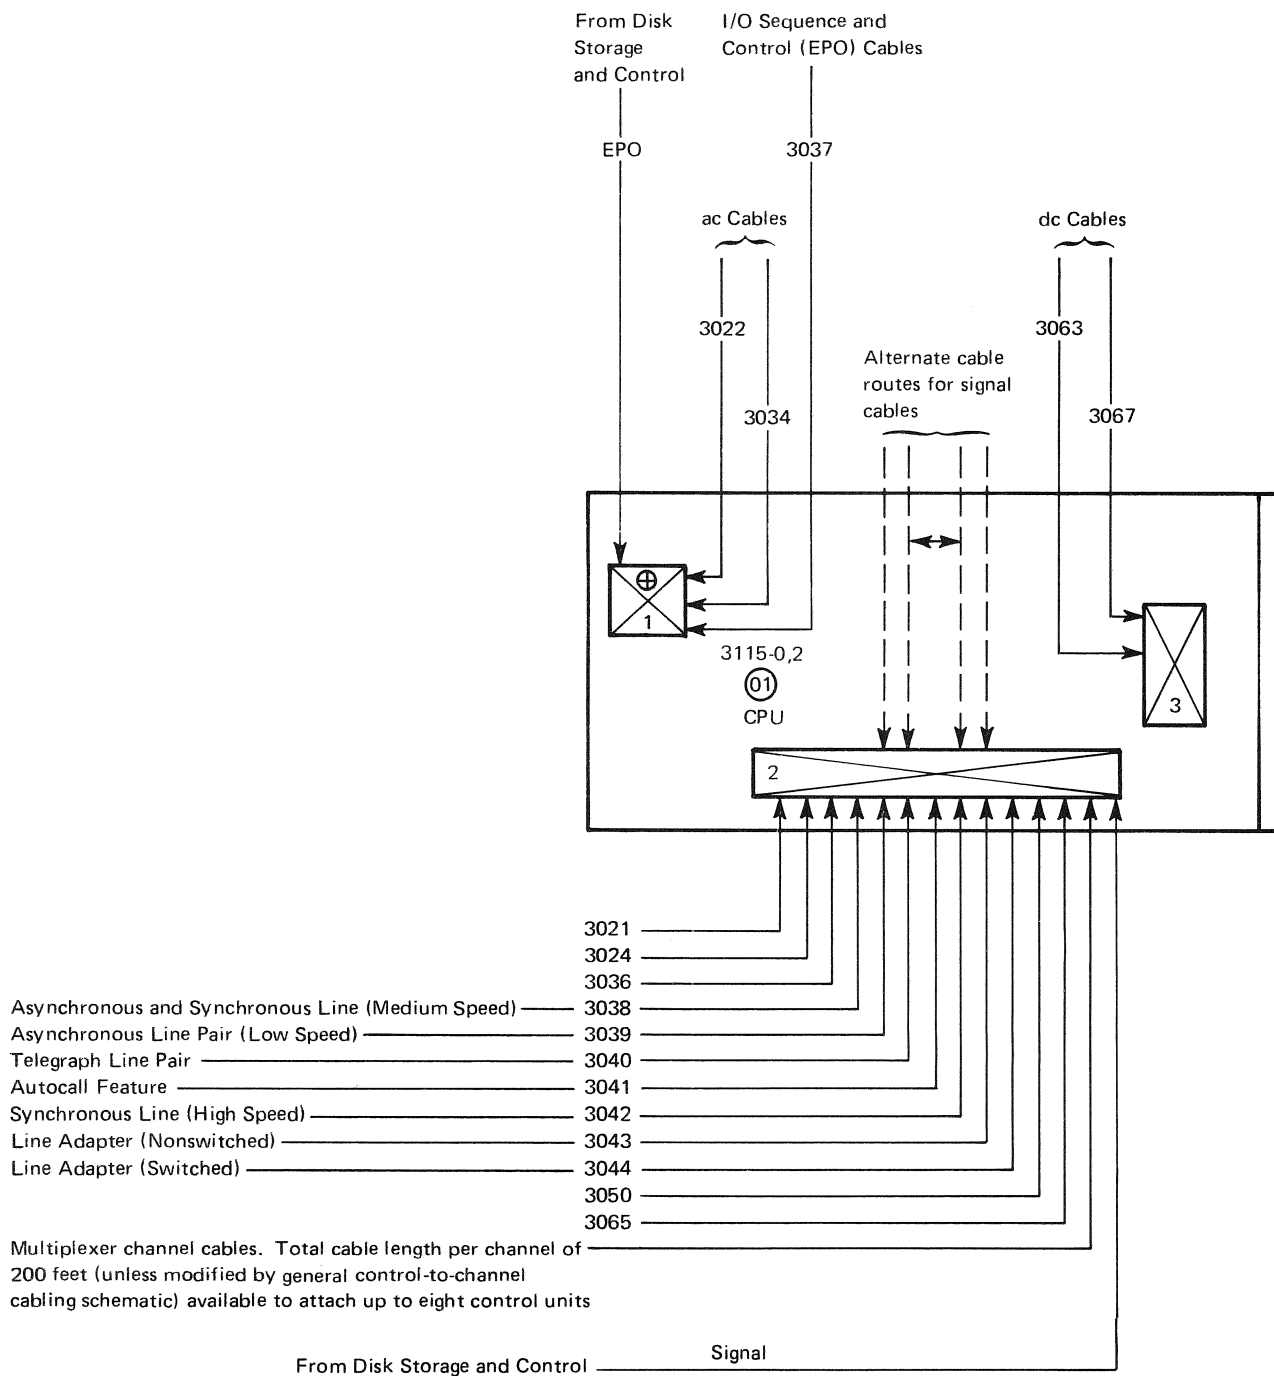 From Disk
Storage
and Control
I/O Sequence and
Control (EPO) Cables
EPO
3037
ac Cables
dc Cables
3022
3063
Alternate cable
routes for signal
cables
3034
3067
1
3115-0,2
01
CPU
3
2
3021
3024
3036
Asynchronous and Synchronous Line (Medium Speed) 3038
Asynchronous Line Pair (Low Speed) 3039
Telegraph Line Pair 3040
Autocall Feature 3041
Synchronous Line (High Speed) 3042
Line Adapter (Nonswitched) 3043
Line Adapter (Switched) 3044
3050
3065
Multiplexer channel cables. Total cable length per channel of
200 feet (unless modified by general control-to-channel
cabling schematic) available to attach up to eight control units
Signal
From Disk Storage and Control